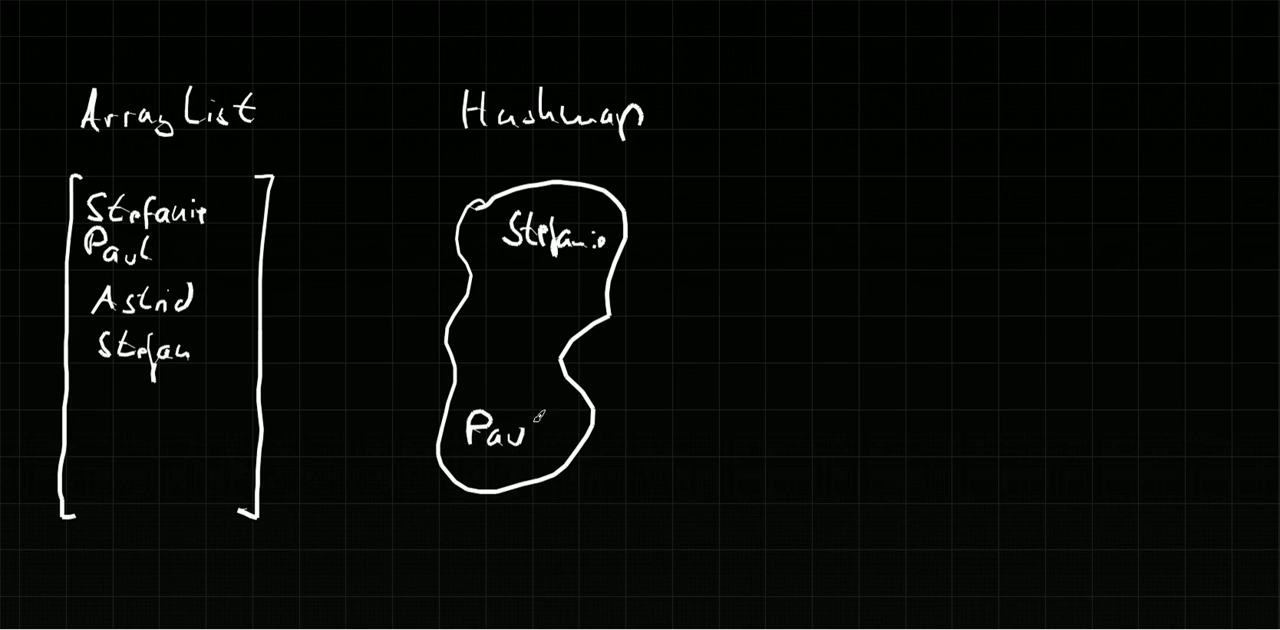 ArrayList
Hashmap
Stefanie
Paul
Astrid
Stefan
Stefanie
Pau